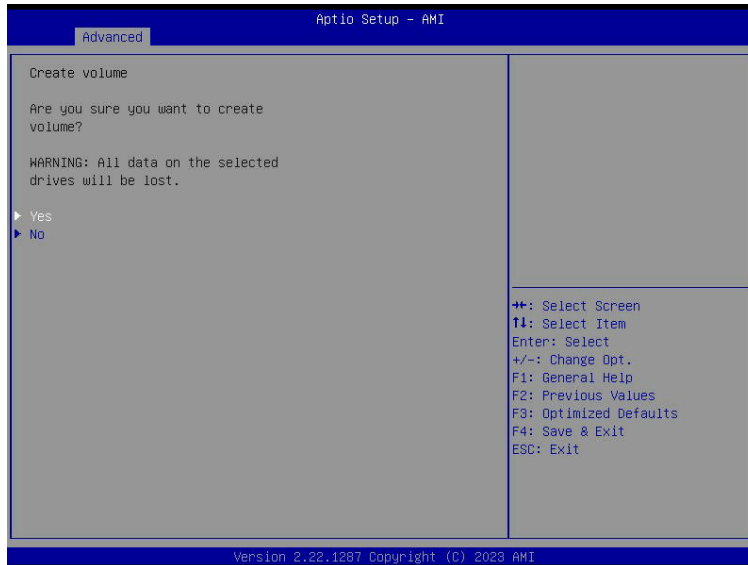 Aptio Setup – AMI
Advanced
Create volume
Are you sure you want to create
volume?
WARNING: All data on the selected
drives will be lost.
Yes
No
→←: Select Screen
↑↓: Select Item
Enter: Select
+/-: Change Opt.
F1: General Help
F2: Previous Values
F3: Optimized Defaults
F4: Save & Exit
ESC: Exit
Version 2.22.1287 Copyright (C) 2023 AMI